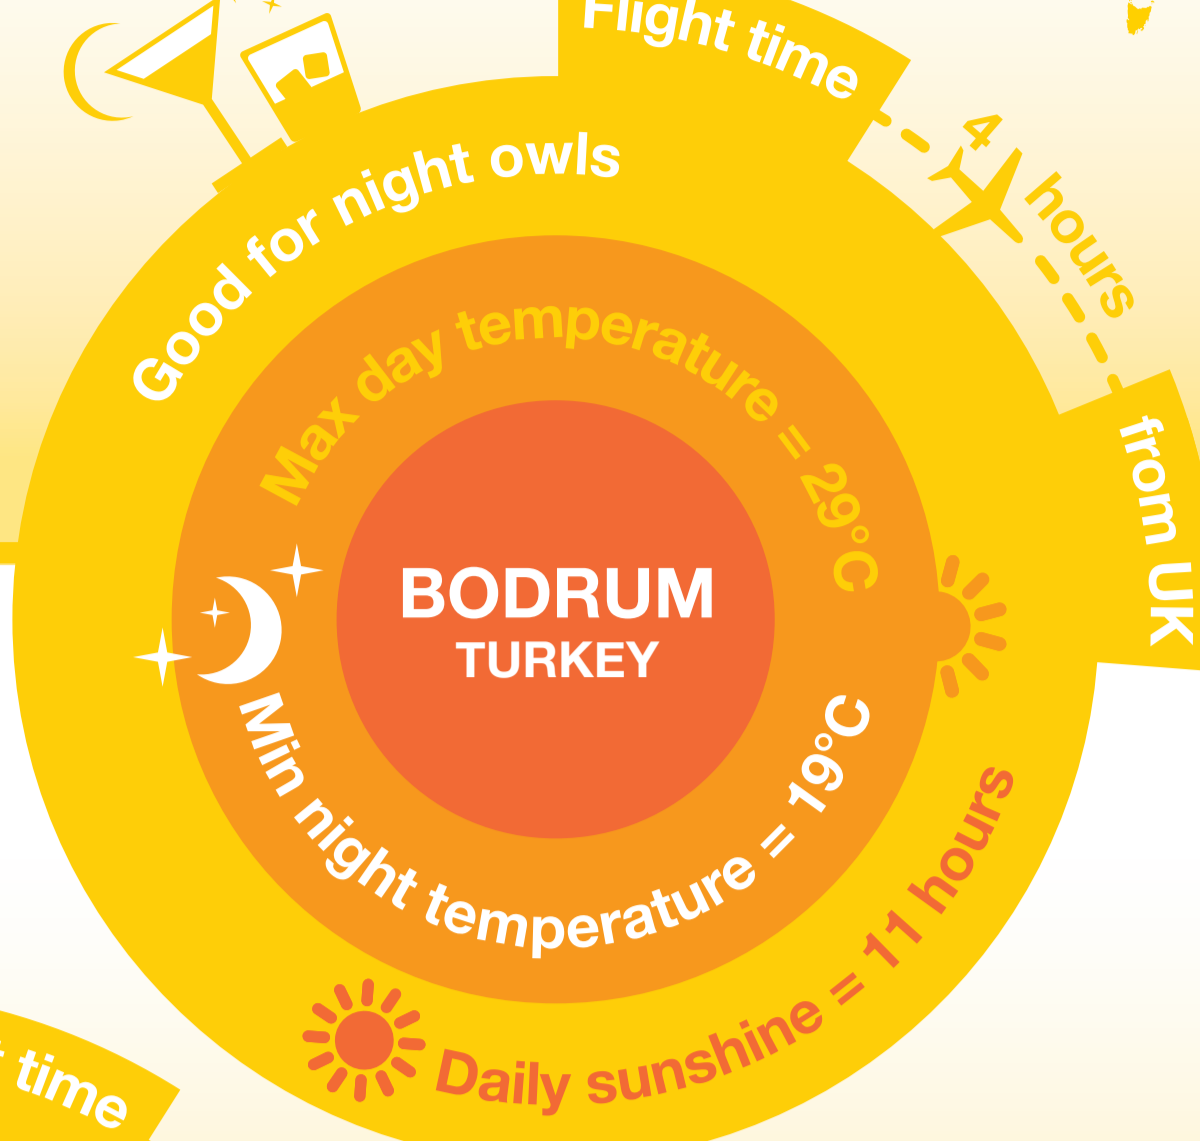 Flight time
4 hours
from UK
Good for night owls
Max day temperature = 29°C
BODRUM
TURKEY
Min night temperature = 19°C
Daily sunshine = 11 hours
time